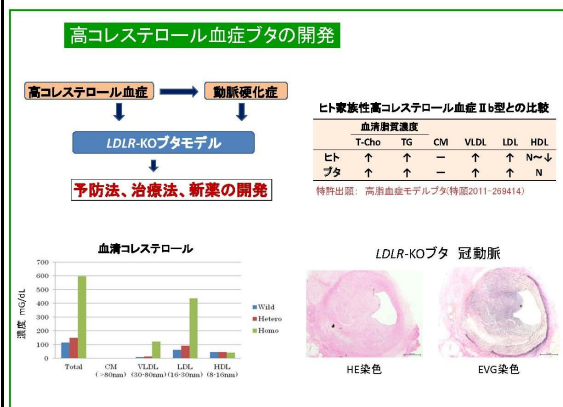 高コレステロール血症ブタの開発
高コレステロール血症
動脈硬化症
LDLR-KOブタモデル
予防法、治療法、新薬の開発
ヒト家族性高コレステロール血症 Ⅱb型との比較
血清脂質濃度
T-Cho TG CM VLDL LDL HDL
ヒト ↑ ↑ ー ↑ ↑ N~↓
ブタ ↑ ↑ ー ↑ ↑ N
特許出願: 高脂血症モデルブタ(特願2011-269414)
血清コレステロール
濃度 mG/dL
700
600
500
400
300
200
100
0
Total CM VLDL LDL HDL
(>80nm) (30-80nm) (16-30nm) (8-16nm)
Wild
Hetero
Homo
LDLR-KOブタ 冠動脈
HE染色
EVG染色